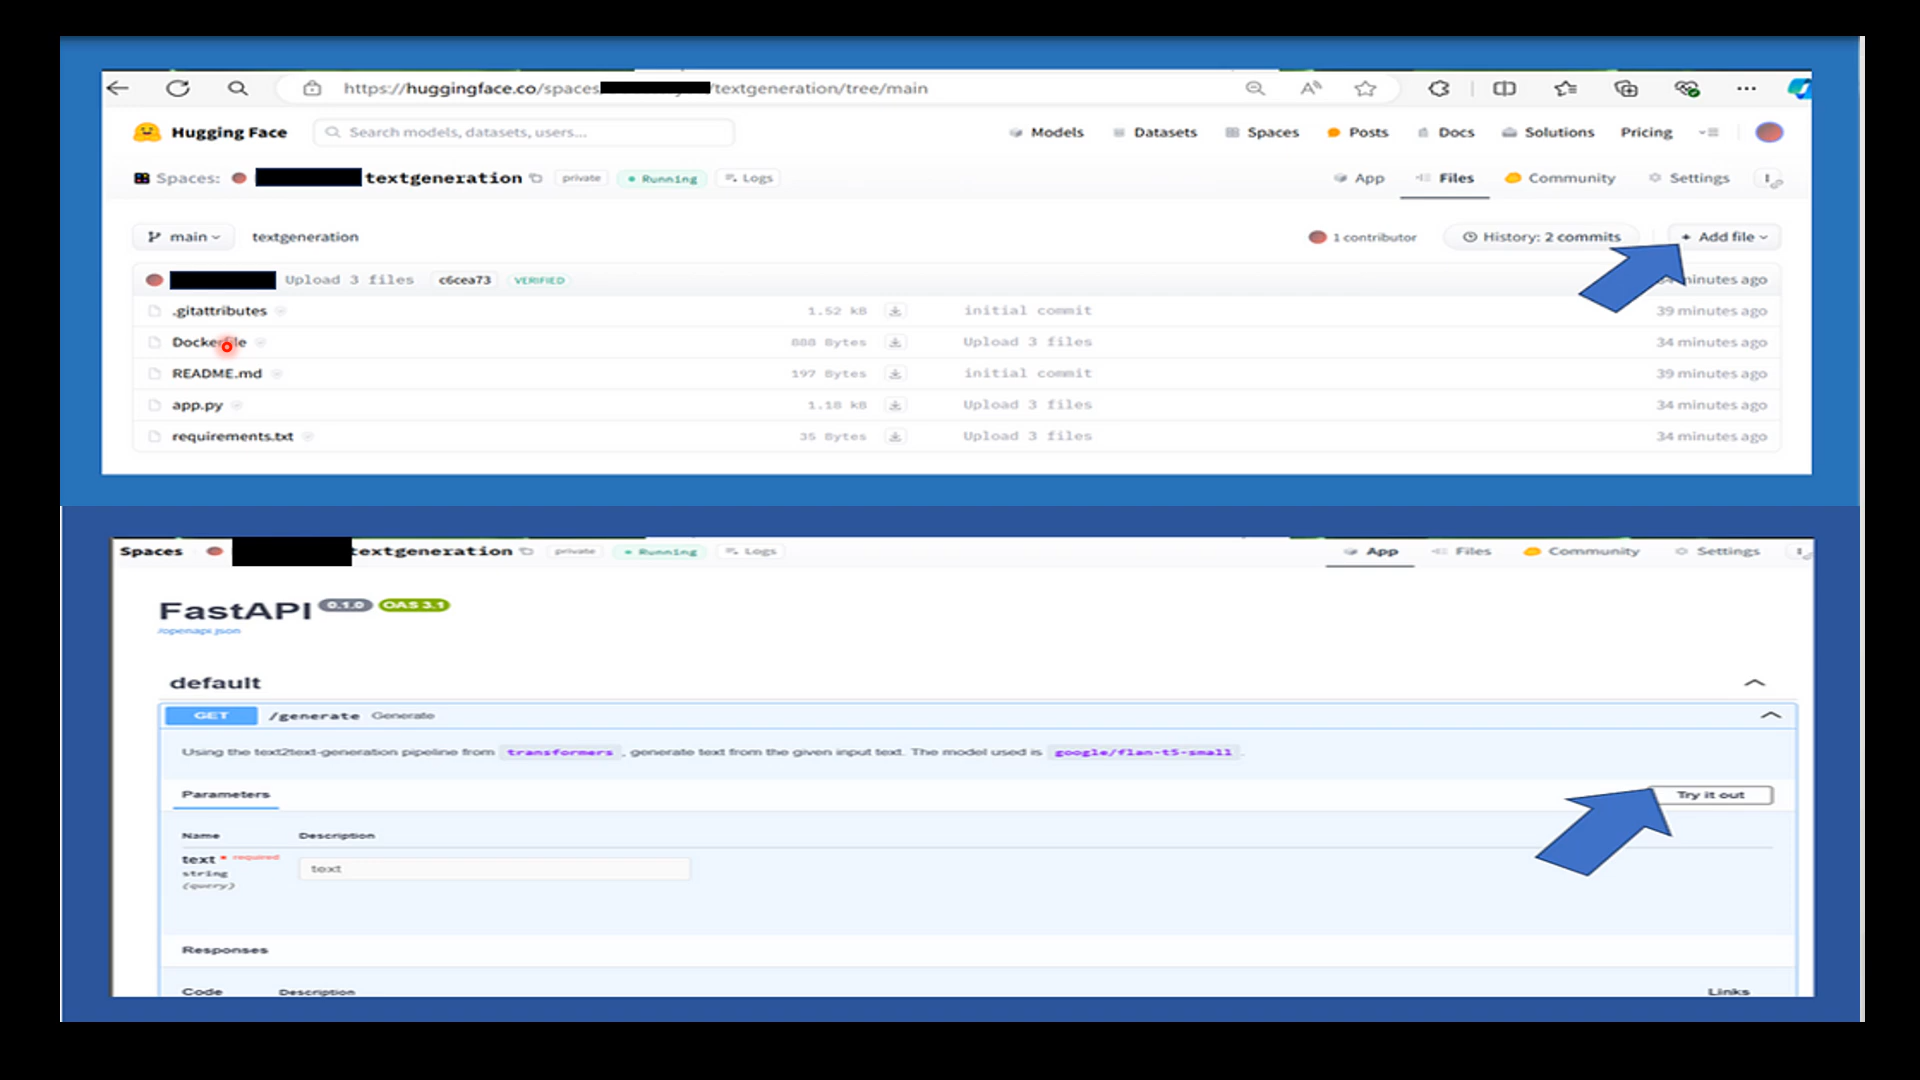 https://huggingface.co/spaces /textgeneration/tree/main
Hugging Face Search models, datasets, users... Models Datasets Spaces Posts Docs Solutions Pricing
Spaces: textgeneration private Running Logs App Files Community Settings
main textgeneration 1 contributor History: 2 commits + Add file
Upload 3 files c6cea73 VERIFIED minutes ago
.gitattributes 1.52 kB initial commit 39 minutes ago
Dockerfile 888 Bytes Upload 3 files 34 minutes ago
README.md 197 Bytes initial commit 39 minutes ago
app.py 1.18 kB Upload 3 files 34 minutes ago
requirements.txt 35 Bytes Upload 3 files 34 minutes ago
Spaces textgeneration private Running Logs App Files Community Settings
FastAPI 0.1.0 OAS 3.1
/openapi.json
default
GET /generate Generate
Using the text2text-generation pipeline from transformers, generate text from the given input text. The model used is google/flan-t5-small.
Parameters Try it out
Name Description
text * required text
string
(query)
Responses
Code Description Links